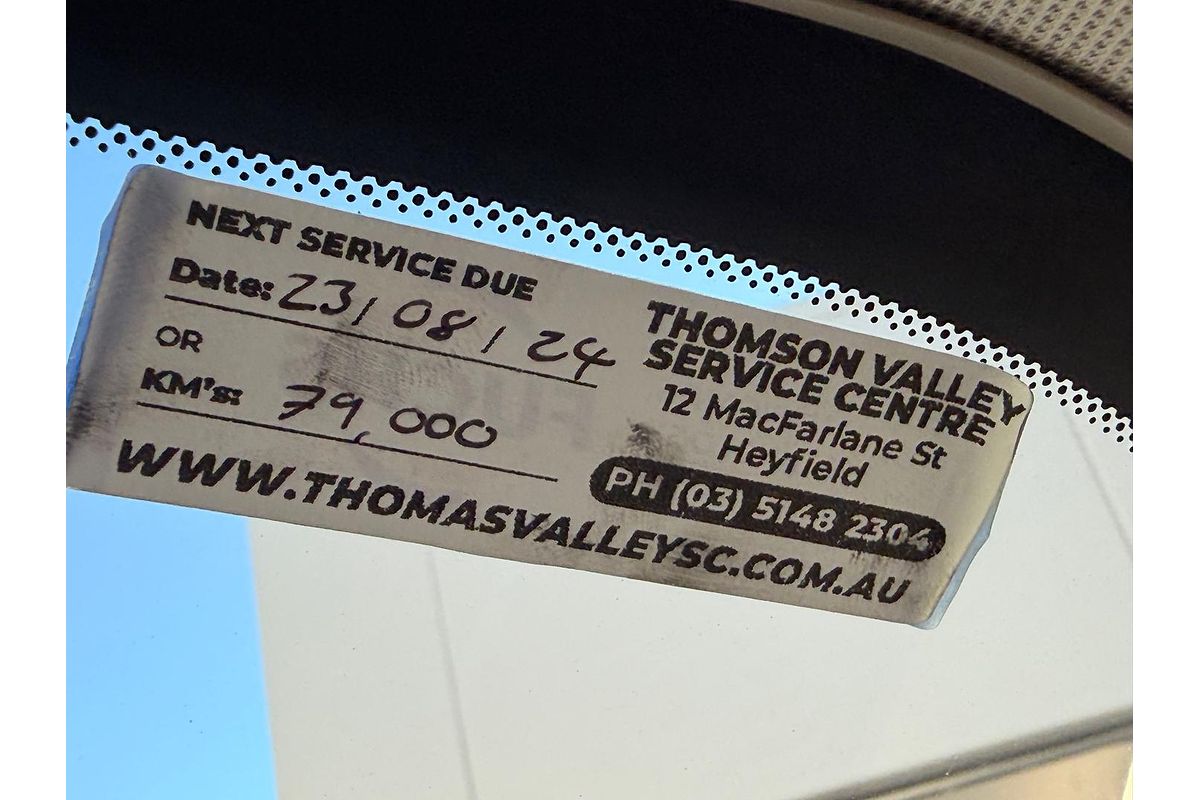 NEXT SERVICE DUE
Date: 23/08/24
OR
KM's: 79,000
THOMSON VALLEY
SERVICE CENTRE
12 MacFarlane St
Heyfield
PH (03) 5148 2304
WWW.THOMASVALLEYSC.COM.AU